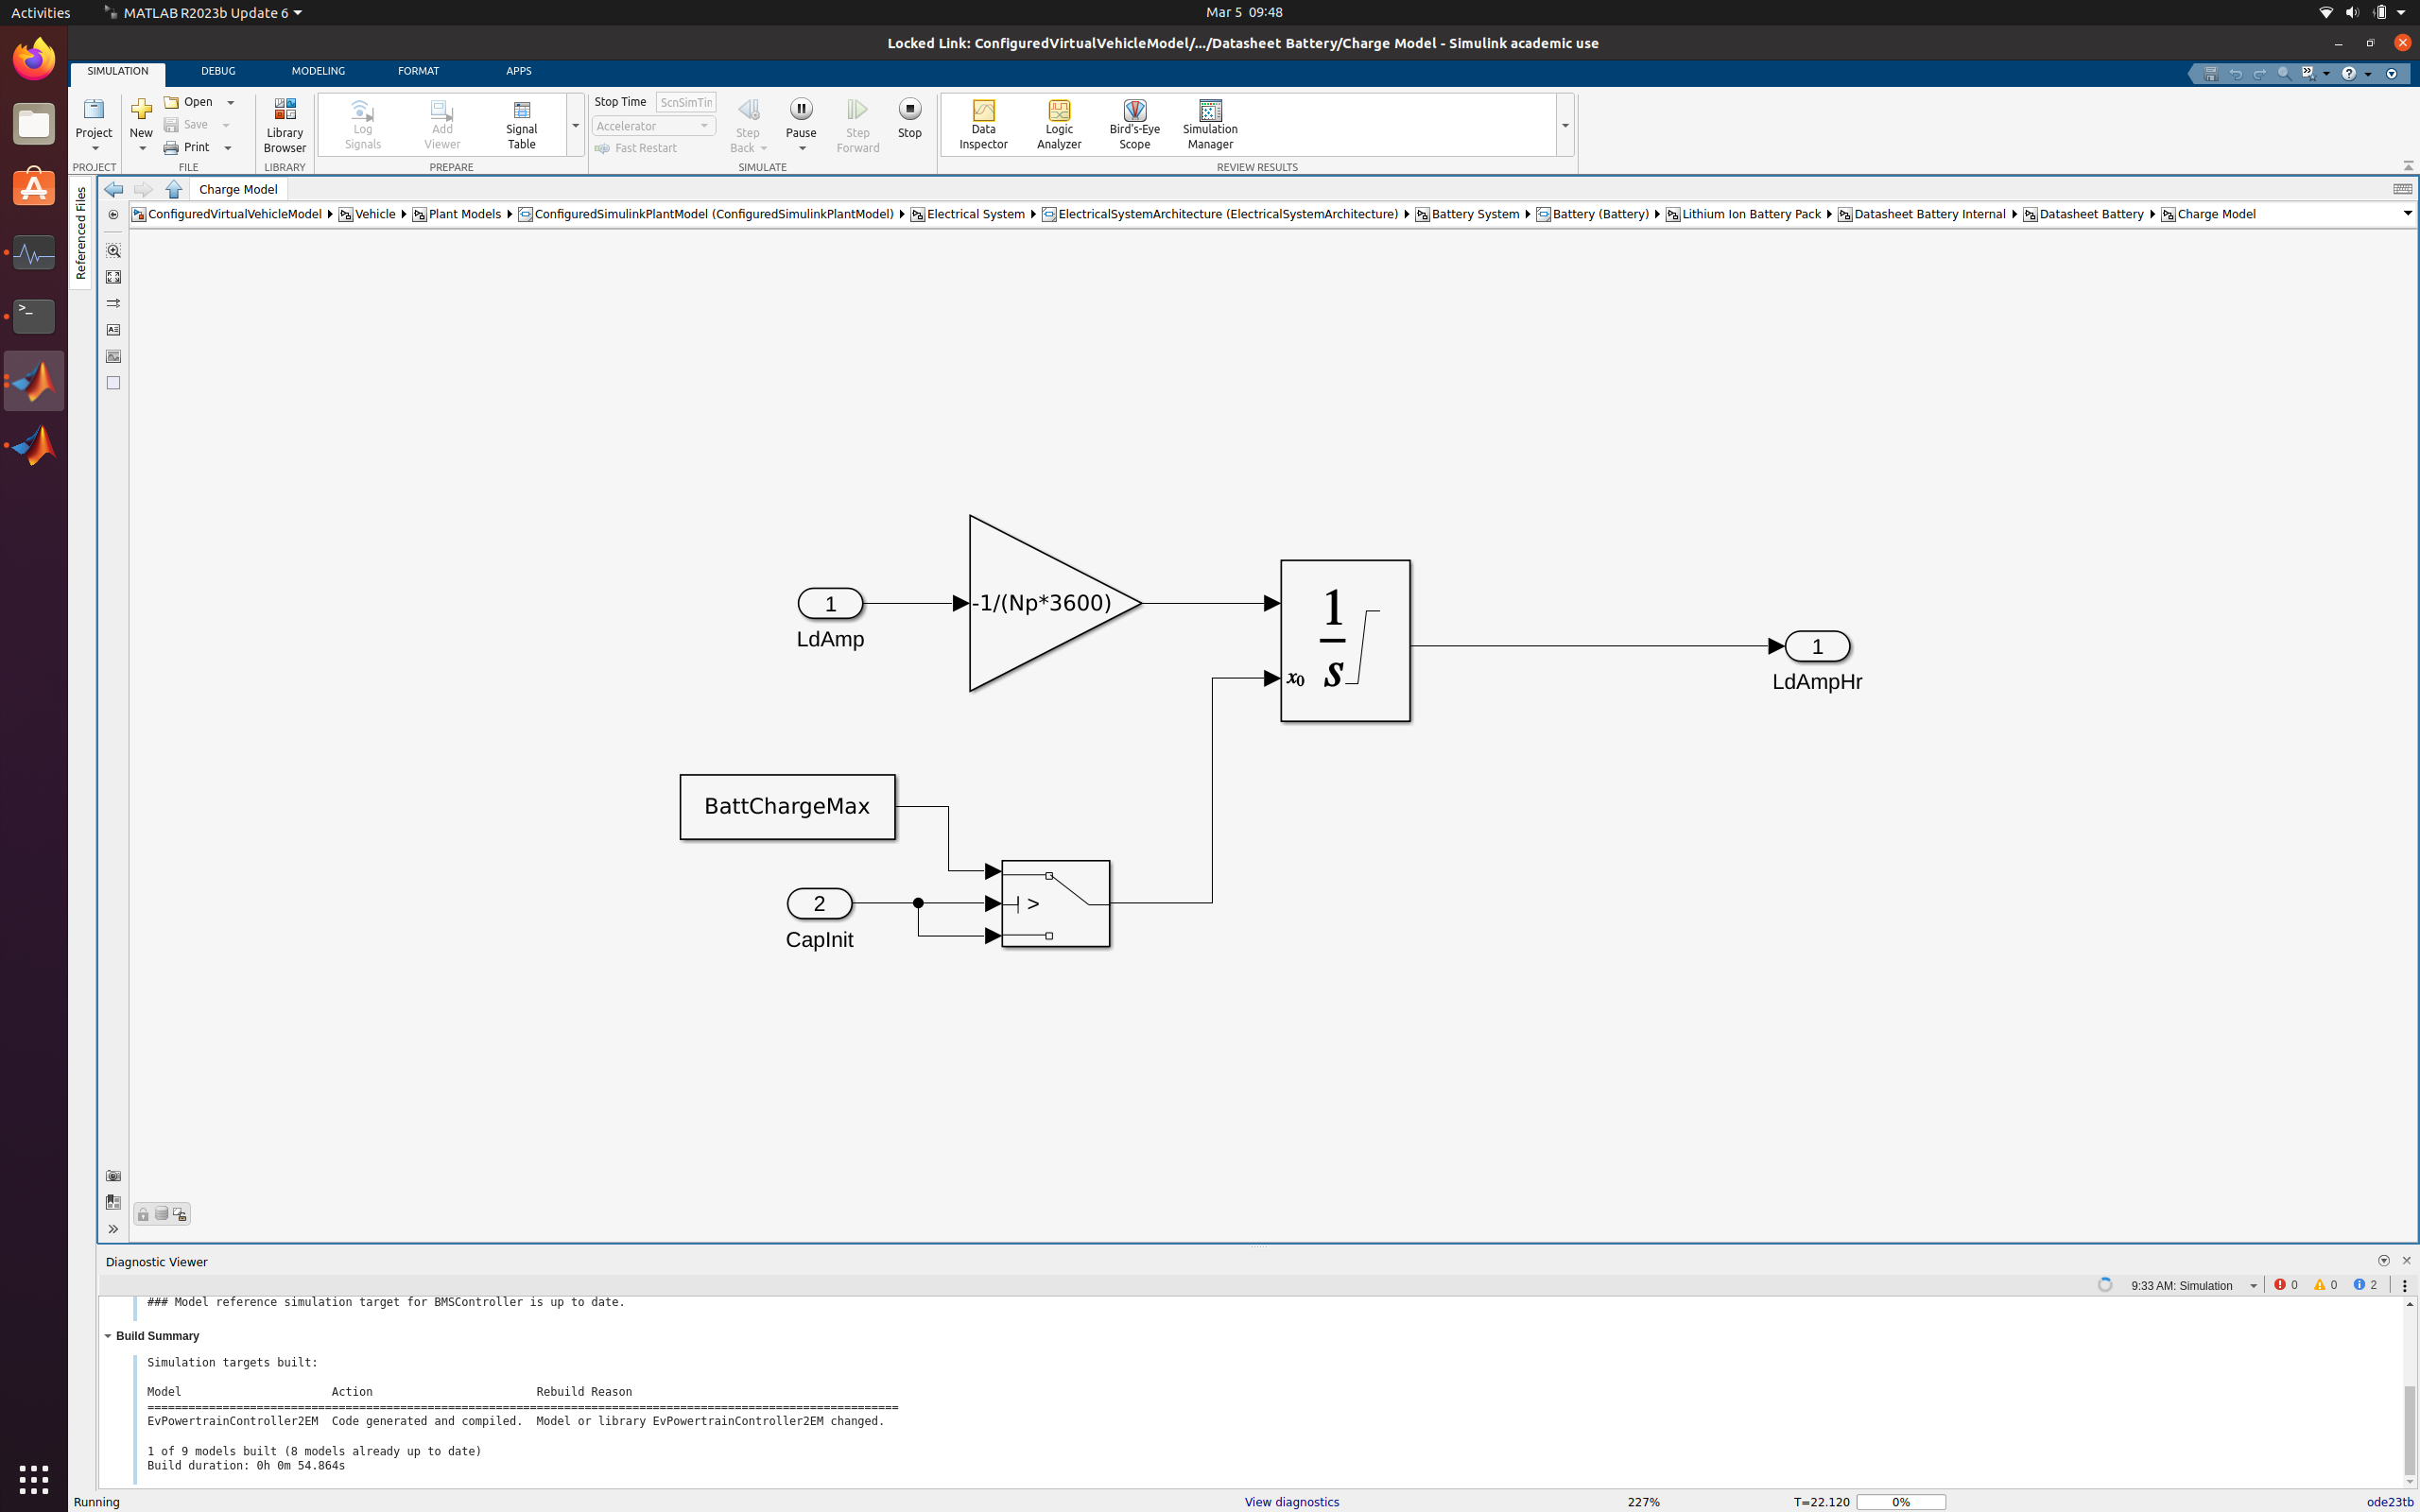 Activities
MATLAB R2023b Update 6
Mar 5 09:48
Locked Link: ConfiguredVirtualVehicleModel/.../Datasheet Battery/Charge Model - Simulink academic use
SIMULATION DEBUG MODELING FORMAT APPS
Project
New
Open
Save
Print
Library
Browser
Log
Signals
Add
Viewer
Signal
Table
Stop Time ScnSimTin
Accelerator
Fast Restart
Step
Back
Pause
Step
Forward
Stop
Data
Inspector
Logic
Analyzer
Bird's-Eye
Scope
Simulation
Manager
PROJECT FILE LIBRARY PREPARE SIMULATE REVIEW RESULTS
Referenced Files
Charge Model
ConfiguredVirtualVehicleModel Vehicle Plant Models ConfiguredSimulinkPlantModel (ConfiguredSimulinkPlantModel) Electrical System ElectricalSystemArchitecture (ElectricalSystemArchitecture) Battery System Battery (Battery) Lithium Ion Battery Pack Datasheet Battery Internal Datasheet Battery Charge Model
1
LdAmp
-1/(Np*3600)
1
s
x0
1
LdAmpHr
BattChargeMax
2
CapInit
>
Diagnostic Viewer
9:33 AM: Simulation 0 0 2
### Model reference simulation target for BMSController is up to date.
Build Summary
Simulation targets built:
Model Action Rebuild Reason
==============================================================================================================
EvPowertrainController2EM Code generated and compiled. Model or library EvPowertrainController2EM changed.
1 of 9 models built (8 models already up to date)
Build duration: 0h 0m 54.864s
Running
View diagnostics
227%
T=22.120
0%
ode23tb